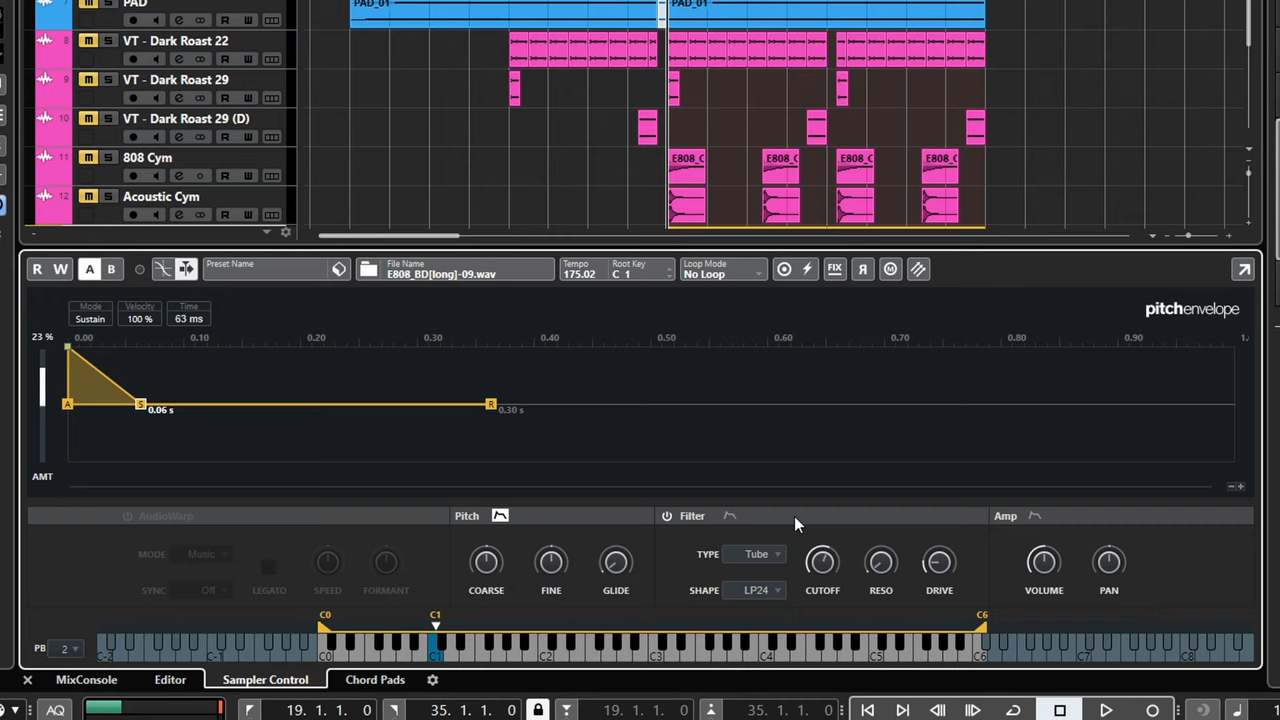 7 PAD PAD_01 PAD_01
8 m S VT - Dark Roast 22
e R W
9 m S VT - Dark Roast 29
e R W
10 m S VT - Dark Roast 29 (D)
e R W
11 m S 808 Cym E808_C E808_C E808_C E808_C
e R W
12 m S Acoustic Cym
e R W
R W A B Preset Name File Name E808_BD[long]-09.wav Tempo 175.02 Root Key C 1 Loop Mode No Loop FIX R M
Mode Velocity Time
Sustain 100 % 63 ms
pitchenvelope
23 % 0.00 0.10 0.20 0.30 0.40 0.50 0.60 0.70 0.80 0.90 1.
A S 0.06 s R 0.30 s
AMT
AudioWarp Pitch Filter Amp
MODE Music TYPE Tube
SYNC Off LEGATO SPEED FORMANT COARSE FINE GLIDE SHAPE LP24 CUTOFF RESO DRIVE VOLUME PAN
C0 C1 C6
PB 2 C-2 C-1 C0 C1 C2 C3 C4 C5 C6 C7 C8
MixConsole Editor Sampler Control Chord Pads
AQ 19. 1. 1. 0 35. 1. 1. 0 19. 1. 1. 0 35. 1. 1. 0